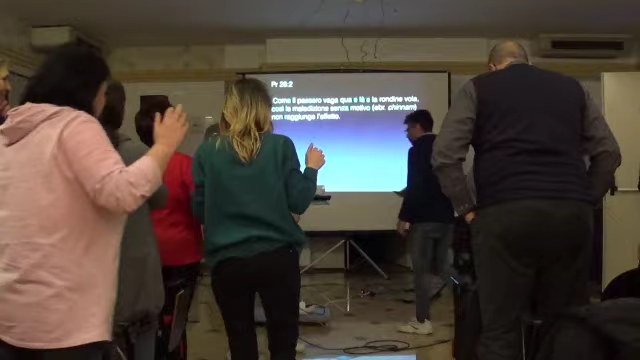 Pr 26:2
Come il passero vaga qua e là e la rondine vola,
così la maledizione senza motivo (ebr. chinnam)
non raggiunge l'effetto.